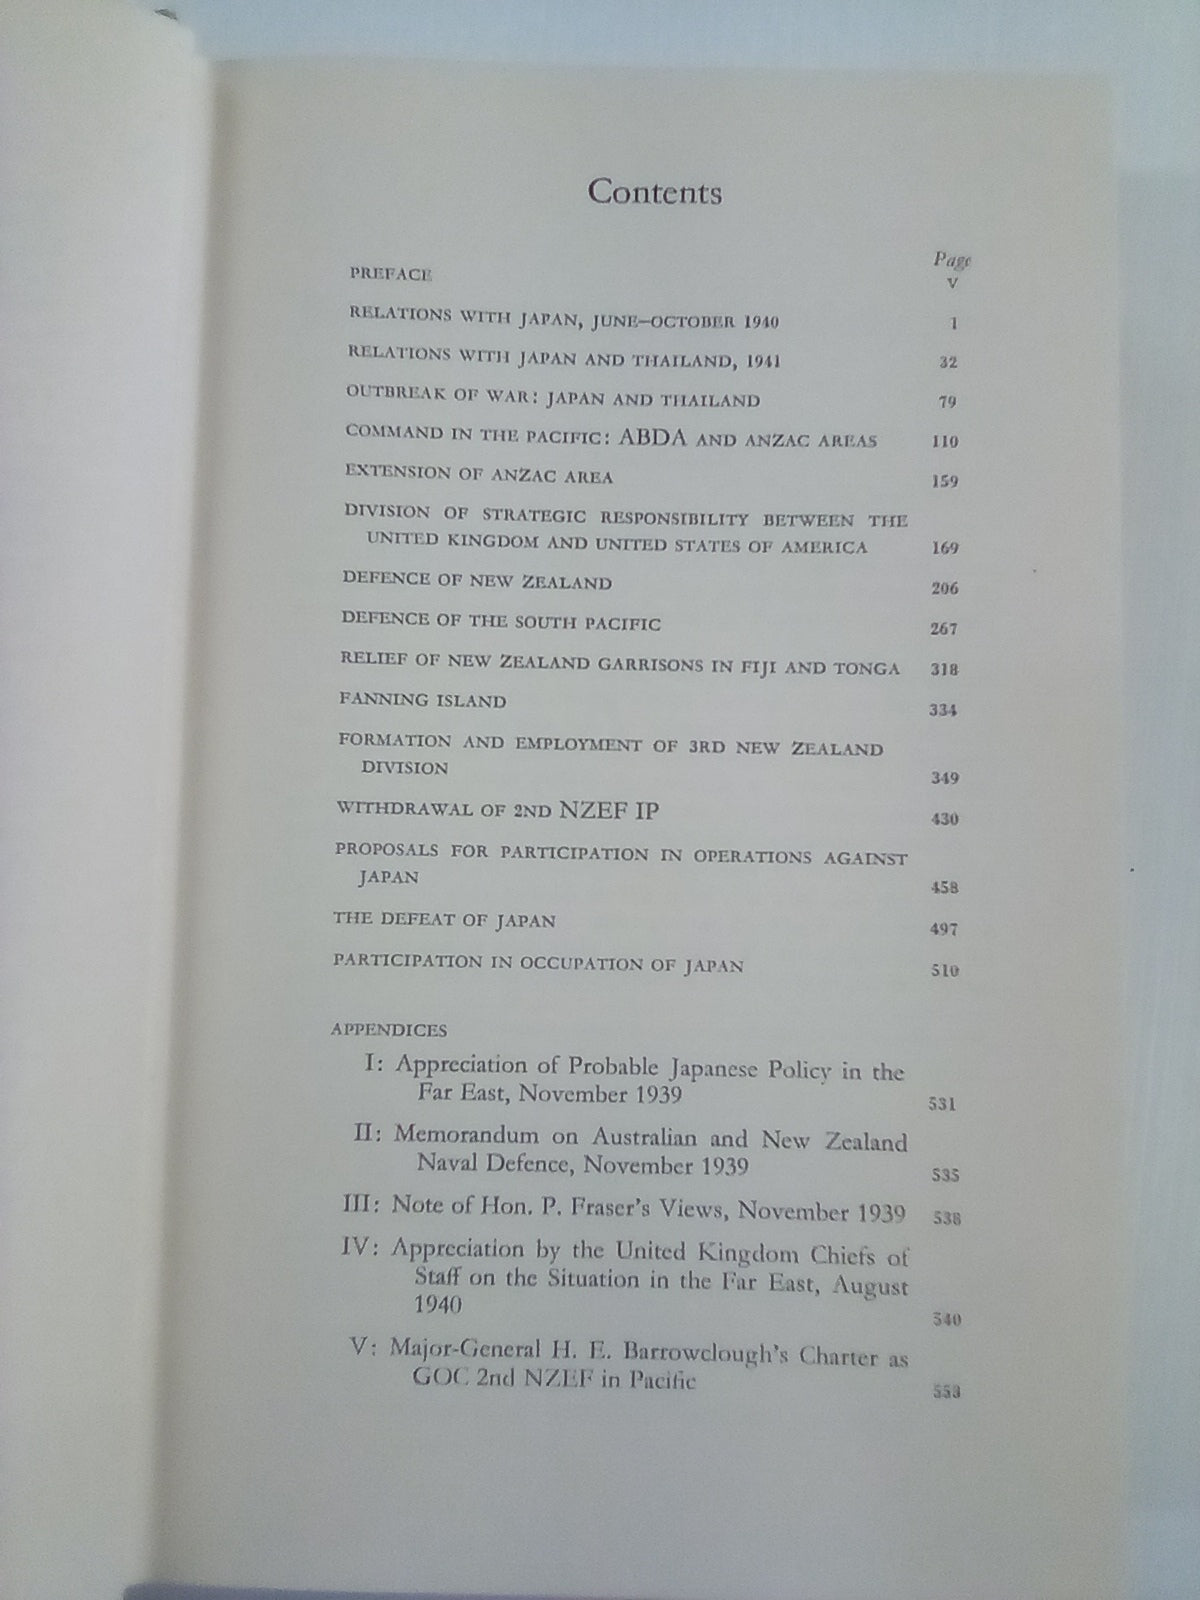 Contents
Page
PREFACE v
RELATIONS WITH JAPAN, JUNE–OCTOBER 1940 1
RELATIONS WITH JAPAN AND THAILAND, 1941 32
OUTBREAK OF WAR: JAPAN AND THAILAND 79
COMMAND IN THE PACIFIC: ABDA AND ANZAC AREAS 110
EXTENSION OF ANZAC AREA 159
DIVISION OF STRATEGIC RESPONSIBILITY BETWEEN THE
UNITED KINGDOM AND UNITED STATES OF AMERICA 169
DEFENCE OF NEW ZEALAND 206
DEFENCE OF THE SOUTH PACIFIC 267
RELIEF OF NEW ZEALAND GARRISONS IN FIJI AND TONGA 318
FANNING ISLAND 334
FORMATION AND EMPLOYMENT OF 3RD NEW ZEALAND
DIVISION 349
WITHDRAWAL OF 2ND NZEF IP 430
PROPOSALS FOR PARTICIPATION IN OPERATIONS AGAINST
JAPAN 458
THE DEFEAT OF JAPAN 497
PARTICIPATION IN OCCUPATION OF JAPAN 510
APPENDICES
I: Appreciation of Probable Japanese Policy in the
Far East, November 1939 531
II: Memorandum on Australian and New Zealand
Naval Defence, November 1939 535
III: Note of Hon. P. Fraser's Views, November 1939 538
IV: Appreciation by the United Kingdom Chiefs of
Staff on the Situation in the Far East, August
1940 540
V: Major-General H. E. Barrowclough's Charter as
GOC 2nd NZEF in Pacific 553